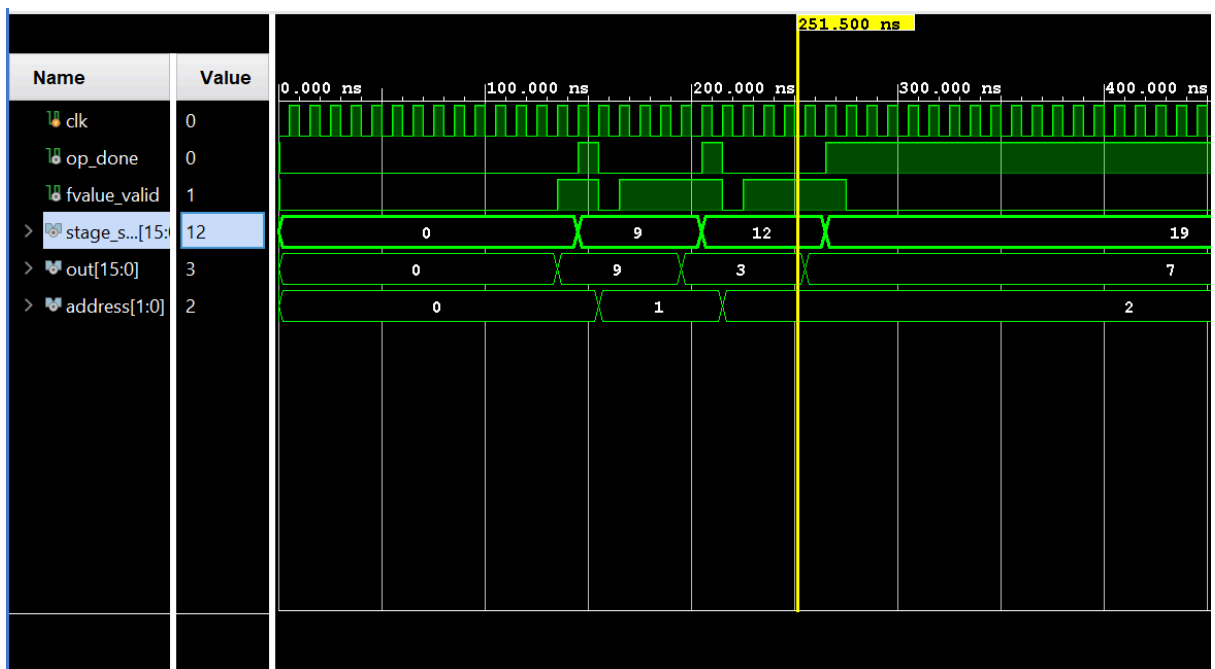 251.500 ns
Name Value
0.000 ns 100.000 ns 200.000 ns 300.000 ns 400.000 ns
clk 0
op_done 0
fvalue_valid 1
> stage_s...[15:( 12 0 9 12 19
> out[15:0] 3 0 9 3 7
> address[1:0] 2 0 1 2